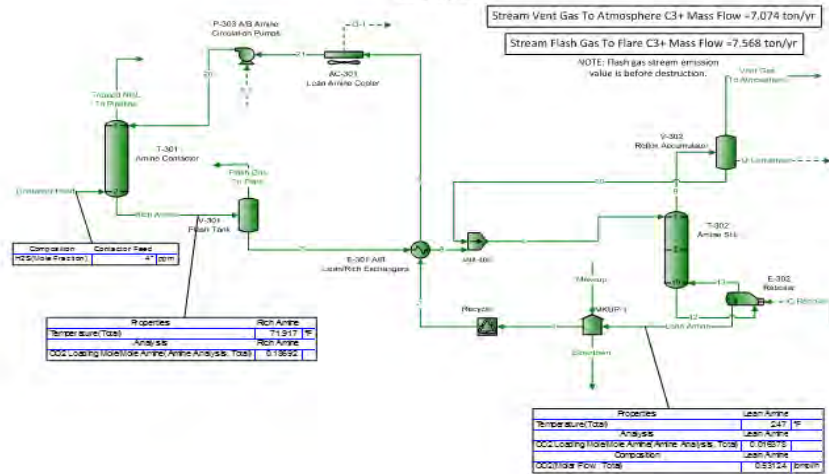 Stream Vent Gas To Atmosphere C3+ Mass Flow =7.074 ton/yr
Stream Flash Gas To Flare C3+ Mass Flow =7.568 ton/yr
NOTE: Flash gas stream emission
value is before destruction.
P-303 A/B Amine
Circulation Pumps
AC-301
Lean Amine Cooler
Vent Gas
To Atmosphere
V-302
Reflux Accumulator
To Pipeline
T-301
Amine Contactor
Flash Gas
To Flare
Contactor Feed
Rich Amine
V-301
Flash Tank
T-302
Amine Still
E-301 A/B
Lean/Rich Exchangers
E-302
Reboiler
Makeup
Recycle
MKUP-1
Lean Amine
Blowdown
Composition Contactor Feed
H2S(Mole Fraction) 4* ppm
Properties Rich Amine
Temperature(Total) 71.917 °F
Analysis Rich Amine
CO2 Loading Mole/Mole Amine(Amine Analysis, Total)
Properties Lean Amine
Temperature(Total) 247 °F
Analysis Lean Amine
CO2 Loading Mole/Mole Amine(Amine Analysis, Total)
Composition Lean Amine
CO2(Molar Flow, Total) 0.53124 lbmol/h